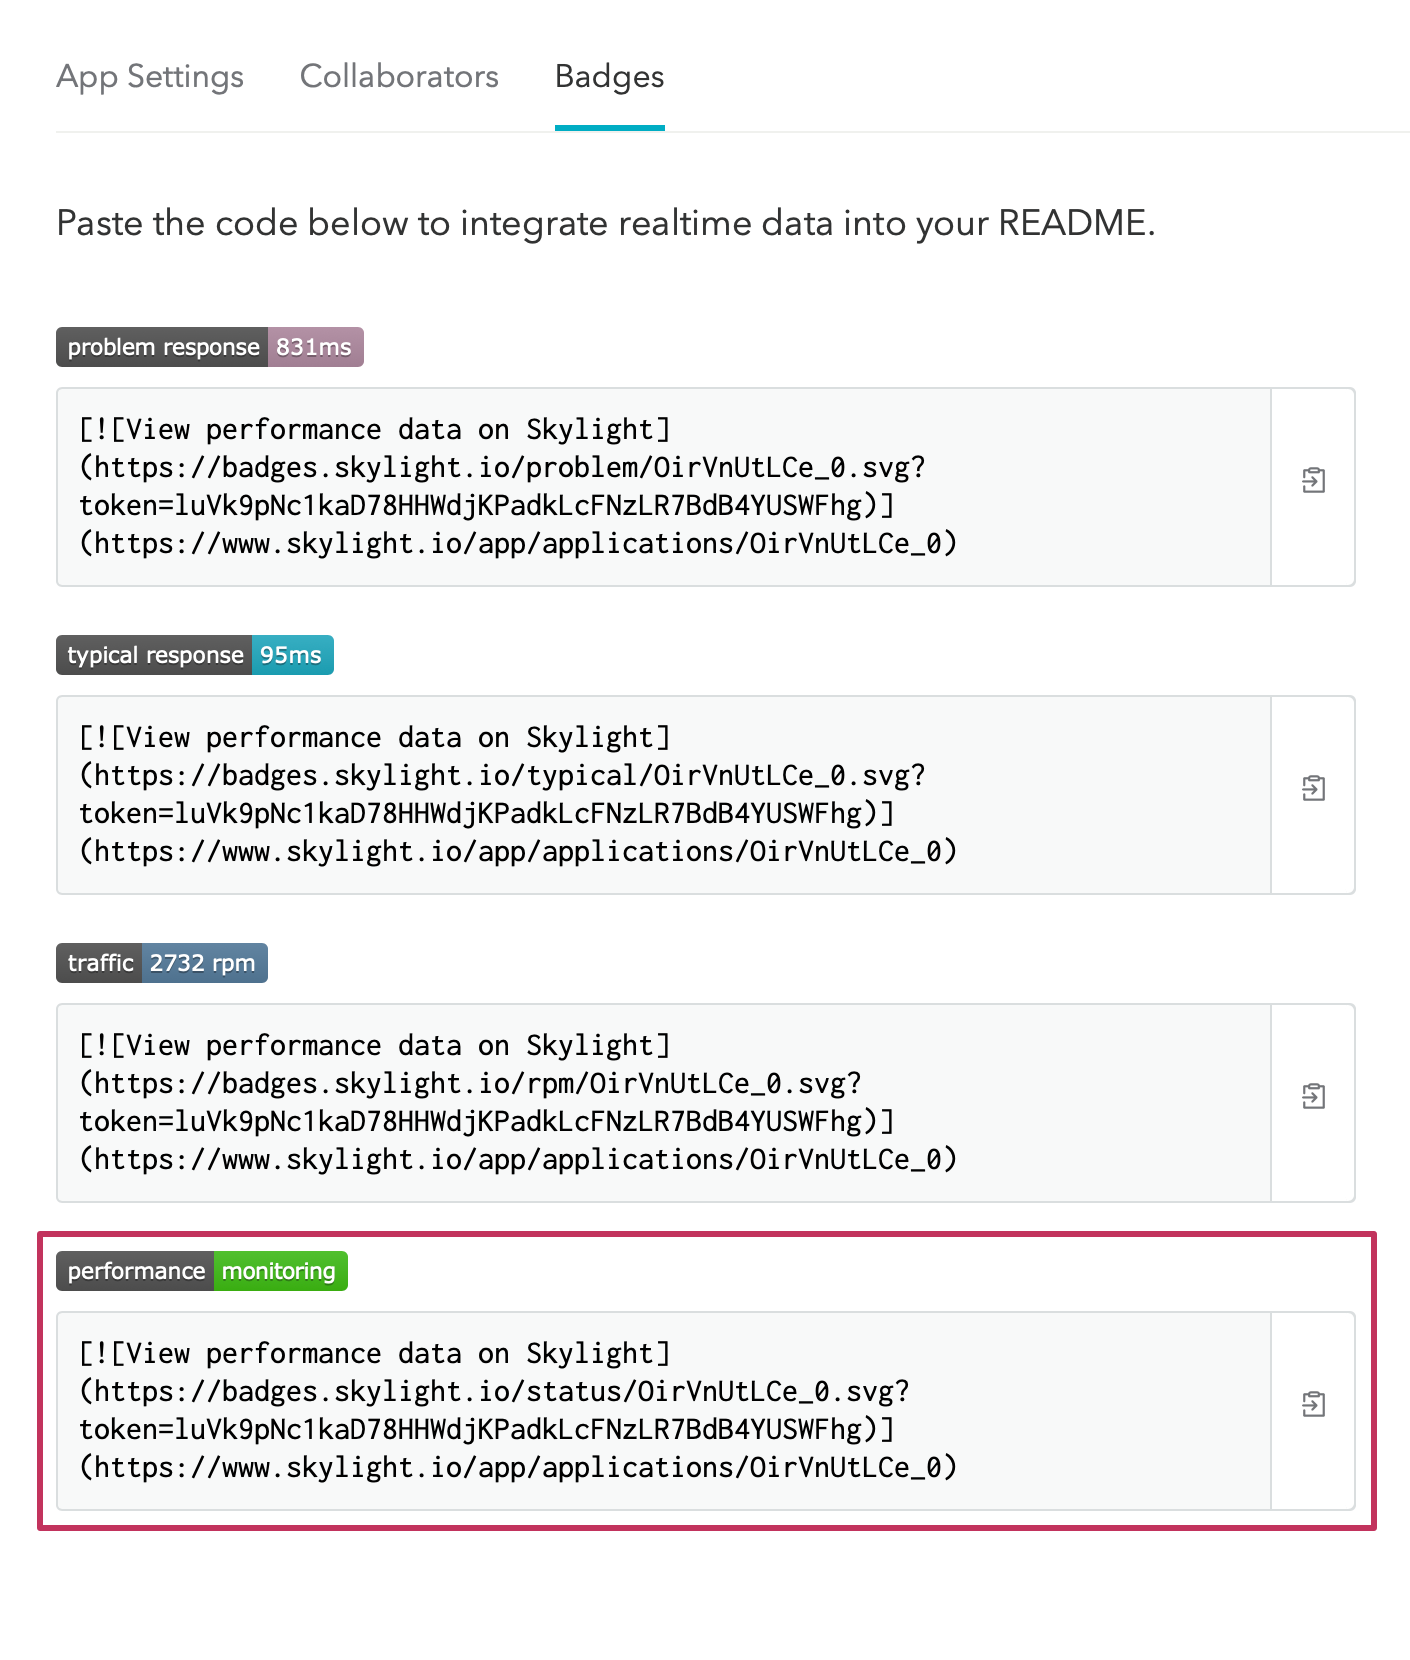 App Settings Collaborators Badges
Paste the code below to integrate realtime data into your README.
problem response 831ms
[![View performance data on Skylight]
(https://badges.skylight.io/problem/OirVnUtLCe_0.svg?
token=luVk9pNc1kaD78HHWdjKPadkLcFNzLR7BdB4YUSWFhg)]
(https://www.skylight.io/app/applications/OirVnUtLCe_0)
typical response 95ms
[![View performance data on Skylight]
(https://badges.skylight.io/typical/OirVnUtLCe_0.svg?
token=luVk9pNc1kaD78HHWdjKPadkLcFNzLR7BdB4YUSWFhg)]
(https://www.skylight.io/app/applications/OirVnUtLCe_0)
traffic 2732 rpm
[![View performance data on Skylight]
(https://badges.skylight.io/rpm/OirVnUtLCe_0.svg?
token=luVk9pNc1kaD78HHWdjKPadkLcFNzLR7BdB4YUSWFhg)]
(https://www.skylight.io/app/applications/OirVnUtLCe_0)
performance monitoring
[![View performance data on Skylight]
(https://badges.skylight.io/status/OirVnUtLCe_0.svg?
token=luVk9pNc1kaD78HHWdjKPadkLcFNzLR7BdB4YUSWFhg)]
(https://www.skylight.io/app/applications/OirVnUtLCe_0)